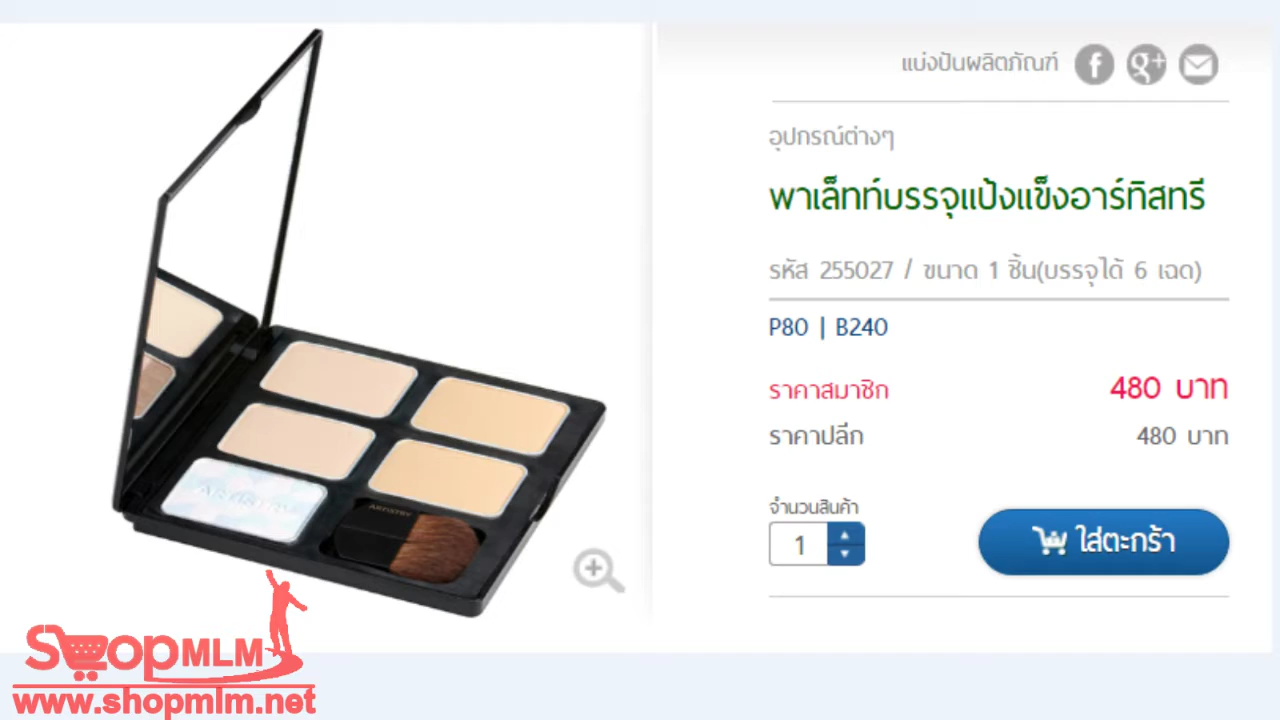 แบ่งปันผลิตภัณฑ์
อุปกรณ์ต่างๆ
พาเล็ทท์บรรจุแป้งแข็งอาร์ทิสทรี
รหัส 255027 / ขนาด 1 ชิ้น(บรรจุได้ 6 เฉด)
P80 | B240
ราคาสมาชิก 480 บาท
ราคาปลีก 480 บาท
จำนวนสินค้า
1
ใส่ตะกร้า
ARTISTRY
ARTISTRY
SHOPMLM
www.shopmlm.net